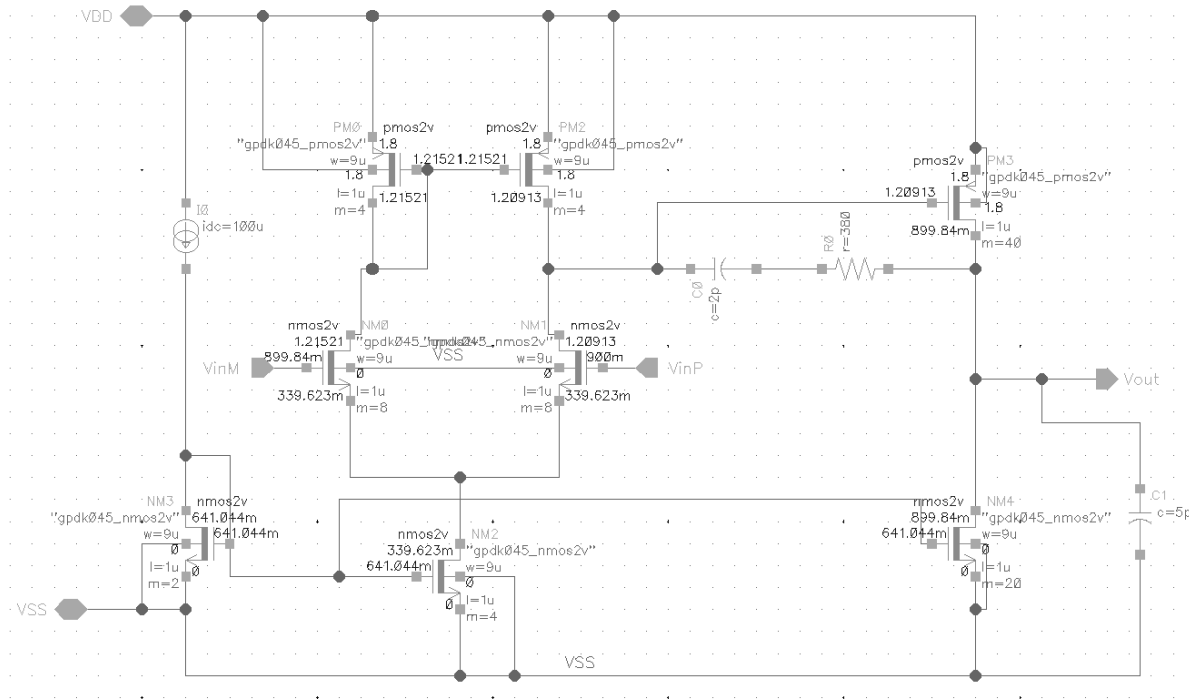 VDD
PM0
pmos2v
"gpdk045_pmos2v"
1.8
w=9u
1.8
l=1u
m=4
1.21521
1.21521
pmos2v
PM2
"gpdk045_pmos2v"
1.8
w=9u
1.8
l=1u
m=4
1.21521
1.20913
pmos2v
PM3
"gpdk045_pmos2v"
1.8
w=9u
1.8
1.20913
l=1u
m=40
899.84m
I0
idc=100u
C0
c=2p
R0
r=380
nmos2v
NM0
1.21521
w=9u
0
899.84m
l=1u
m=8
339.623m
VinM
VSS
NM1
nmos2v
1.20913
"gpdk045_nmos2v"
w=9u
0
900m
l=1u
m=8
339.623m
VinP
Vout
NM3
nmos2v
"gpdk045_nmos2v"
641.044m
641.044m
w=9u
0
l=1u
0
m=2
nmos2v
NM2
339.623m
"gpdk045_nmos2v"
641.044m
w=9u
0
l=1u
0
m=4
nmos2v
NM4
899.84m
"gpdk045_nmos2v"
641.044m
w=9u
0
l=1u
0
m=20
C1
c=5p
VSS
VSS